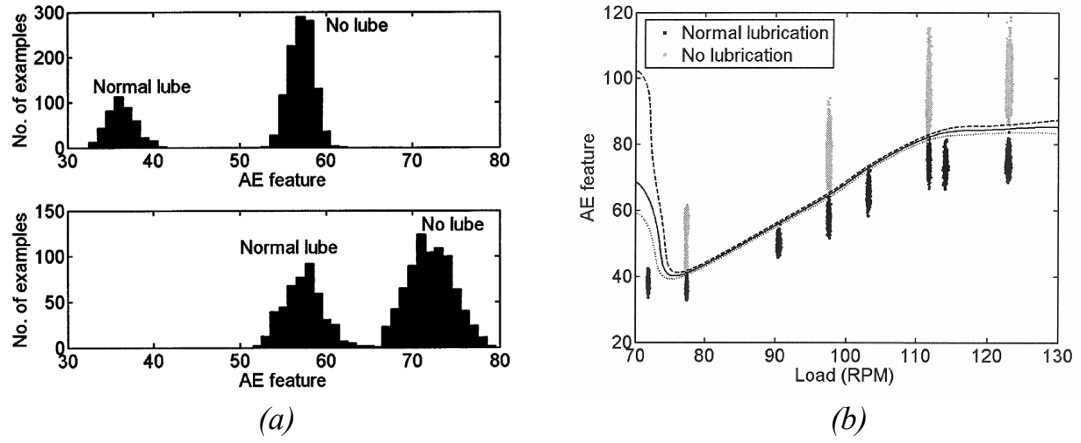 No. of examples
300
200
100
0
Normal lube
No lube
30 40 50 60 70 80
AE feature
No. of examples
150
100
50
0
Normal lube
No lube
30 40 50 60 70 80
AE feature
(a)
AE feature
120
100
80
60
40
20
Normal lubrication
No lubrication
70 80 90 100 110 120 130
Load (RPM)
(b)